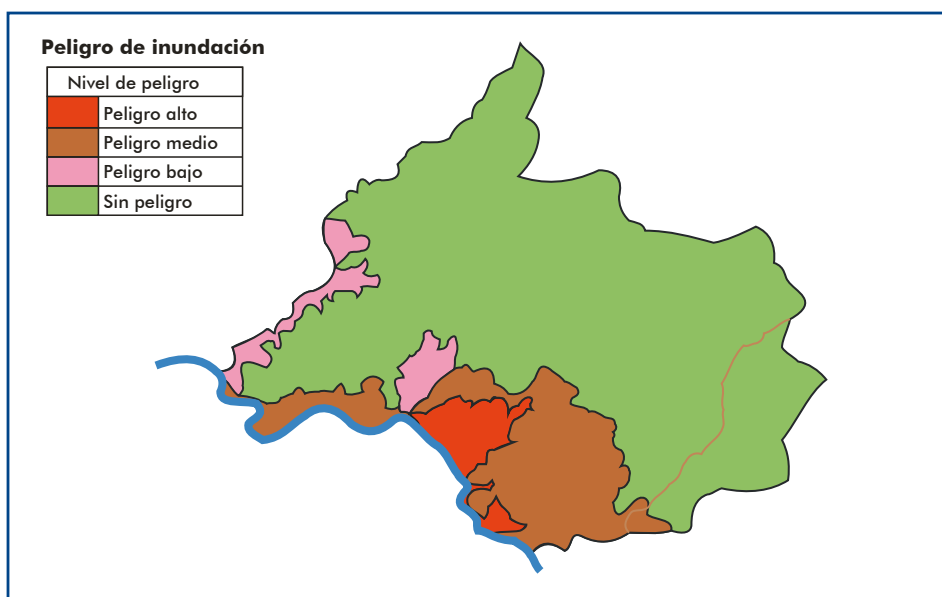 Peligro de inundación
Nivel de peligro
Peligro alto
Peligro medio
Peligro bajo
Sin peligro